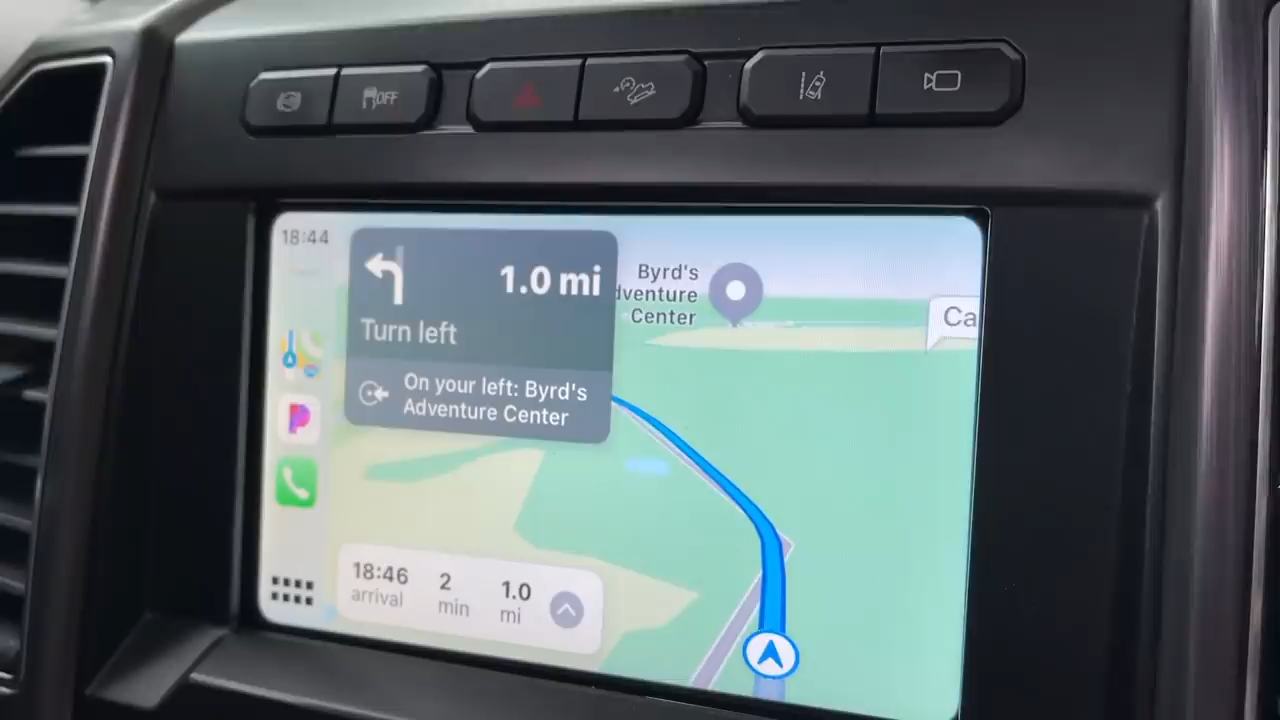 OFF
18:44
1.0 mi
Turn left
On your left: Byrd's
Adventure Center
Byrd's
dventure
Center
Ca
18:46
arrival
2
min
1.0
mi